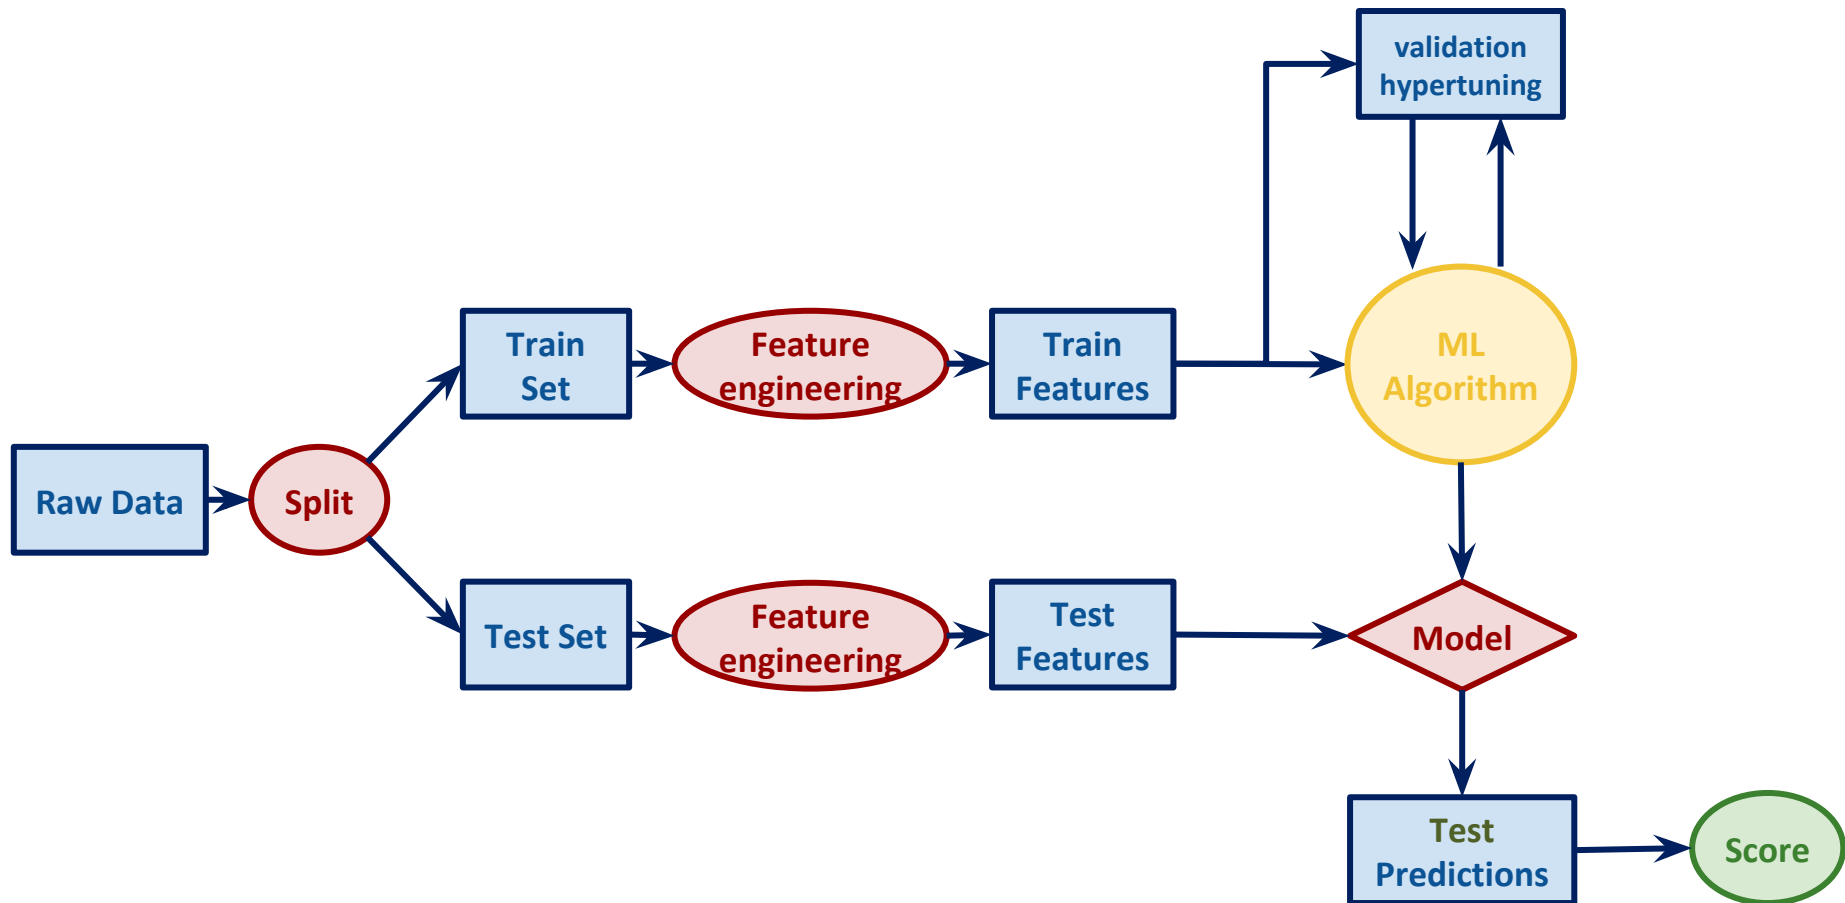 validation
hypertuning
Train
Set
Feature
engineering
Train
Features
ML
Algorithm
Raw Data
Split
Test Set
Feature
engineering
Test
Features
Model
Test
Predictions
Score